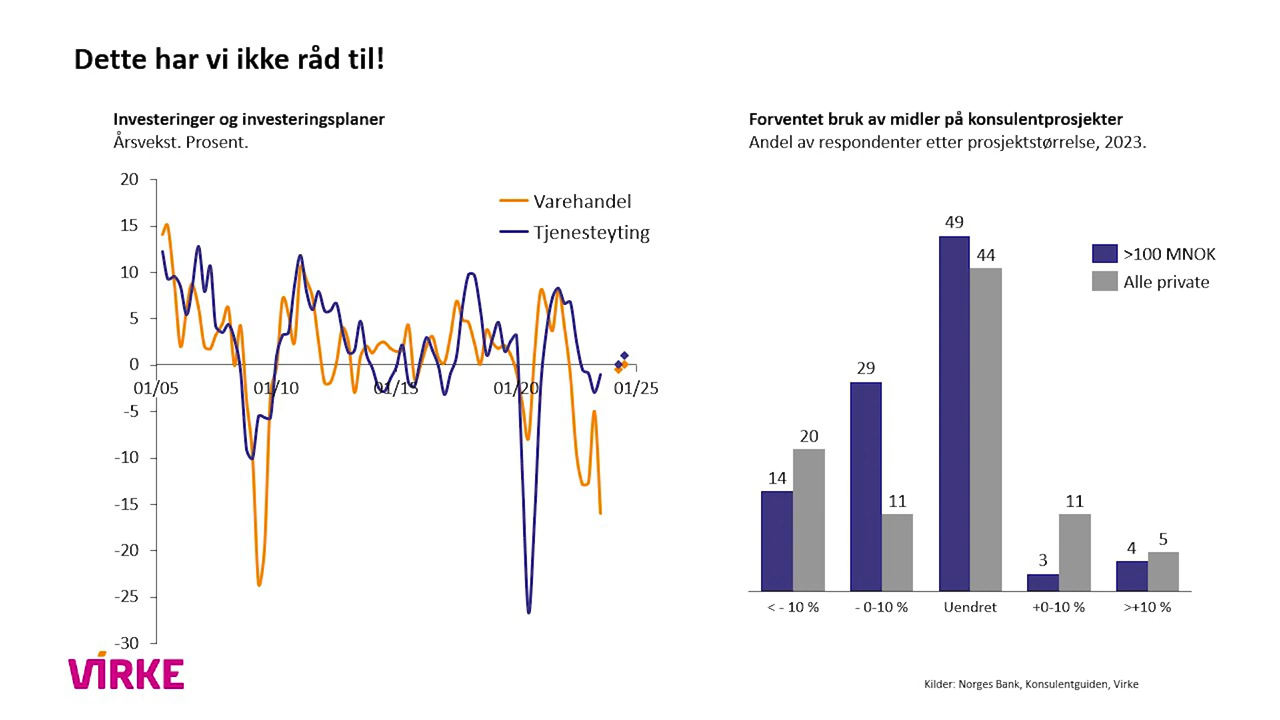 Dette har vi ikke råd til!
Investeringer og investeringsplaner
Årsvekst. Prosent.
20
15
10
5
0
-5
-10
-15
-20
-25
-30
01/05
01/10
01/15
01/20
01/25
Varehandel
Tjenesteyting
Forventet bruk av midler på konsulentprosjekter
Andel av respondenter etter prosjektstørrelse, 2023.
>100 MNOK
Alle private
14
20
29
11
49
44
3
11
4
5
< - 10 %
- 0-10 %
Uendret
+0-10 %
>+10 %
VIRKE
Kilder: Norges Bank, Konsulentguiden, Virke